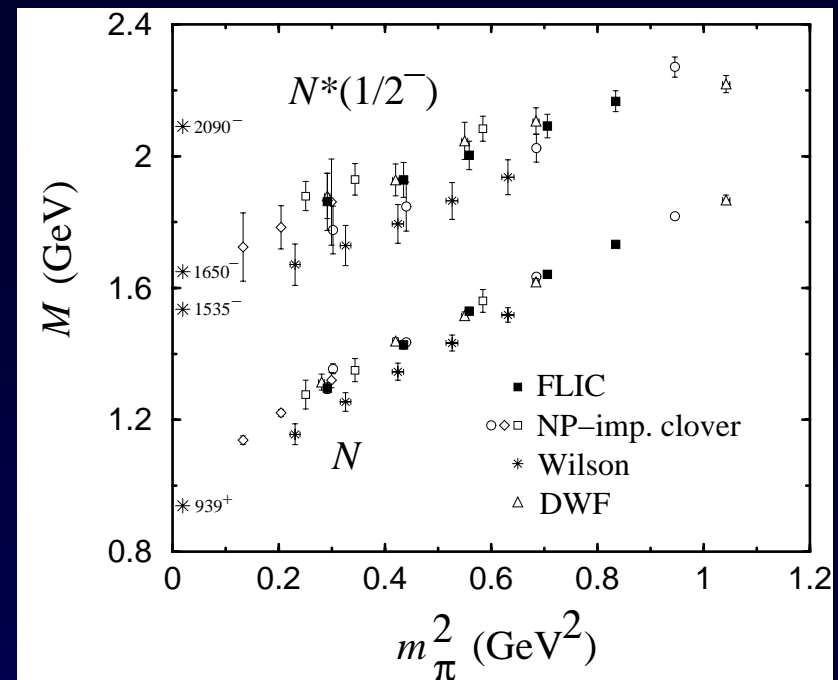 2.4
N*(1/2⁻)
2090⁻
2
M (GeV)
1650⁻
1.6
1535⁻
FLIC
NP−imp. clover
1.2
N
Wilson
939⁺
DWF
0.8
0 0.2 0.4 0.6 0.8 1 1.2
m²π (GeV²)